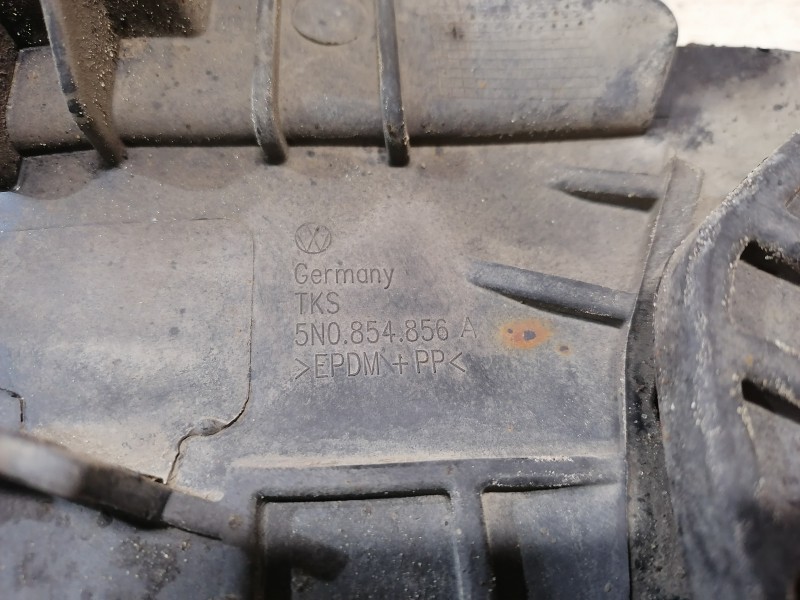 Germany
TKS
5N0.854.856 A
>EPDM+PP<